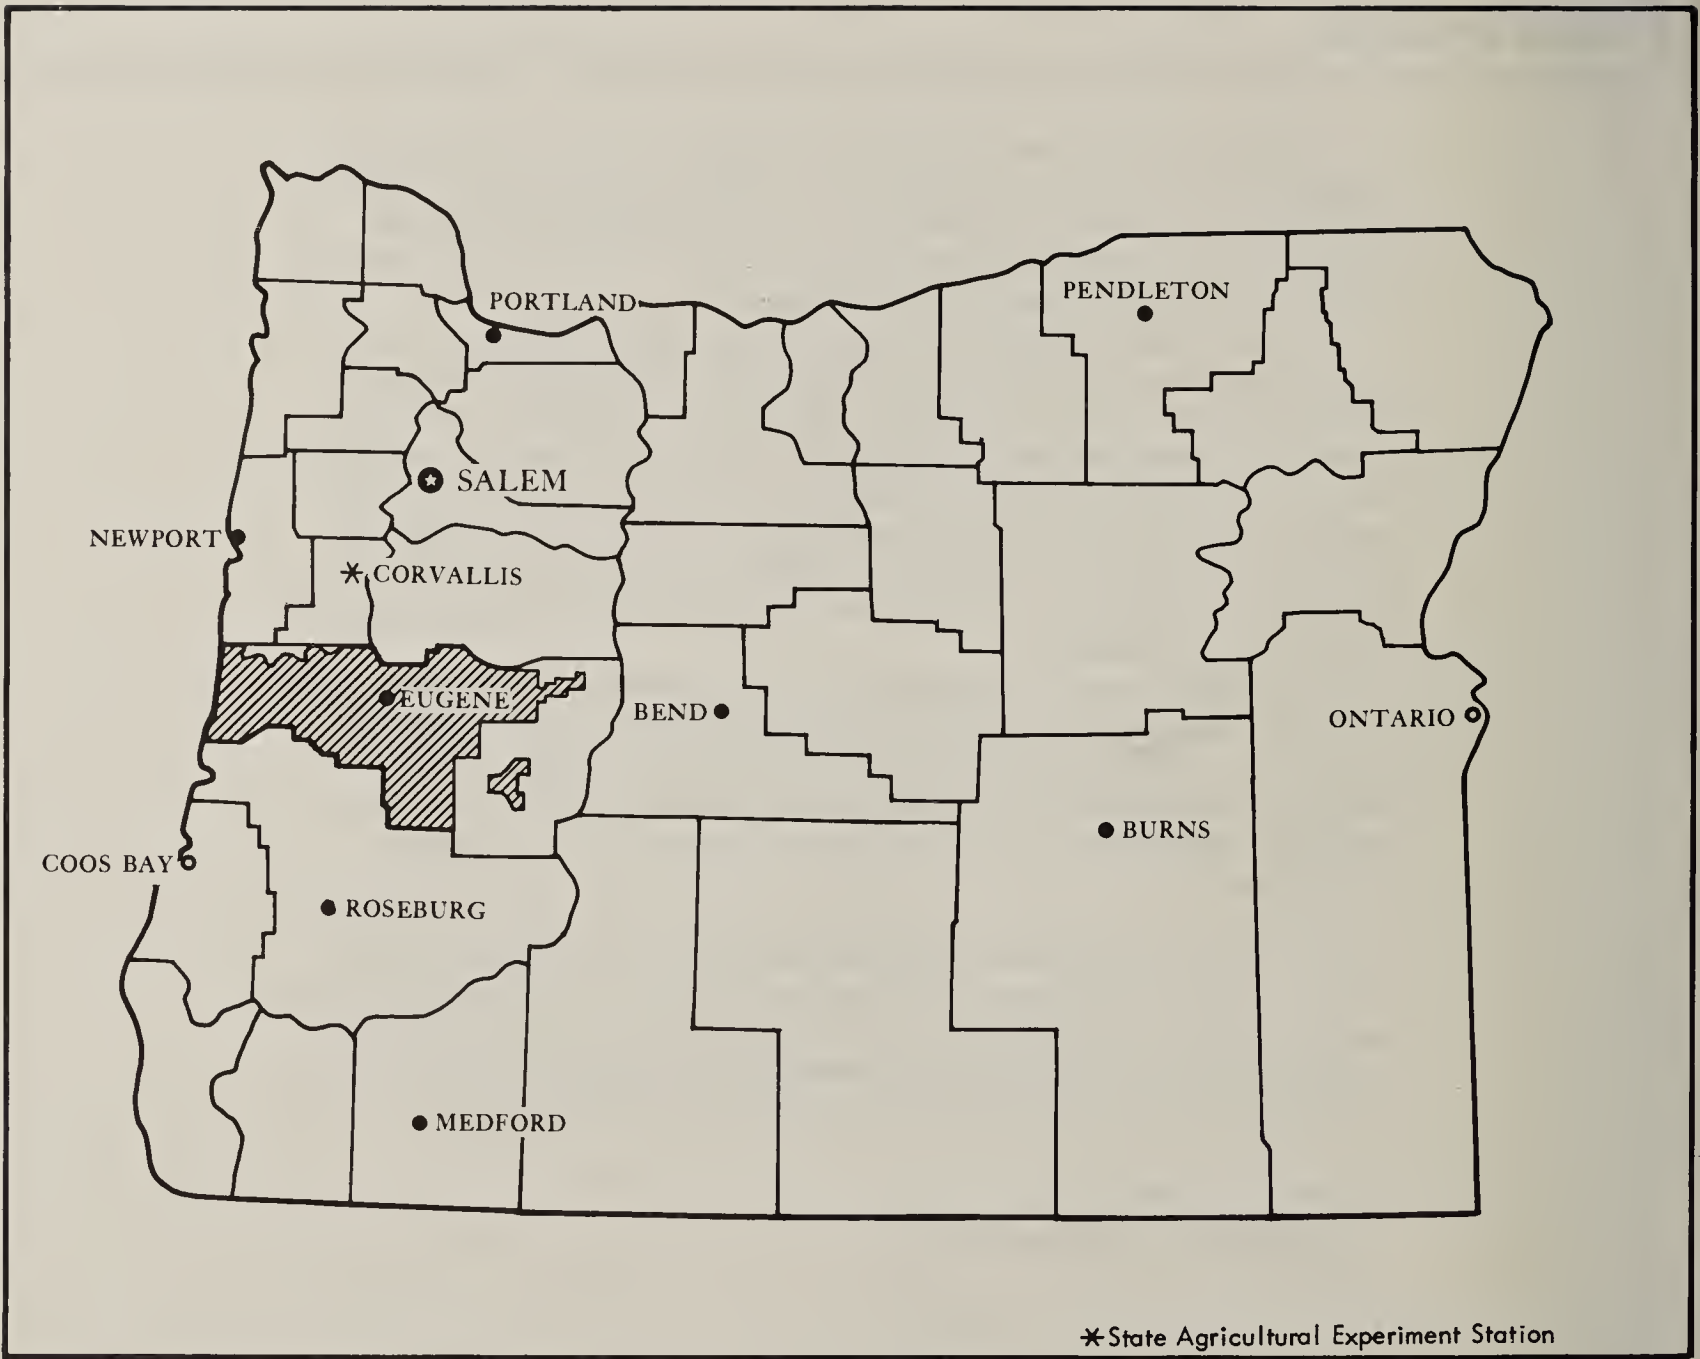 PORTLAND
PENDLETON
SALEM
NEWPORT
CORVALLIS
EUGENE
BEND
ONTARIO
BURNS
COOS BAY
ROSEBURG
MEDFORD
*State Agricultural Experiment Station